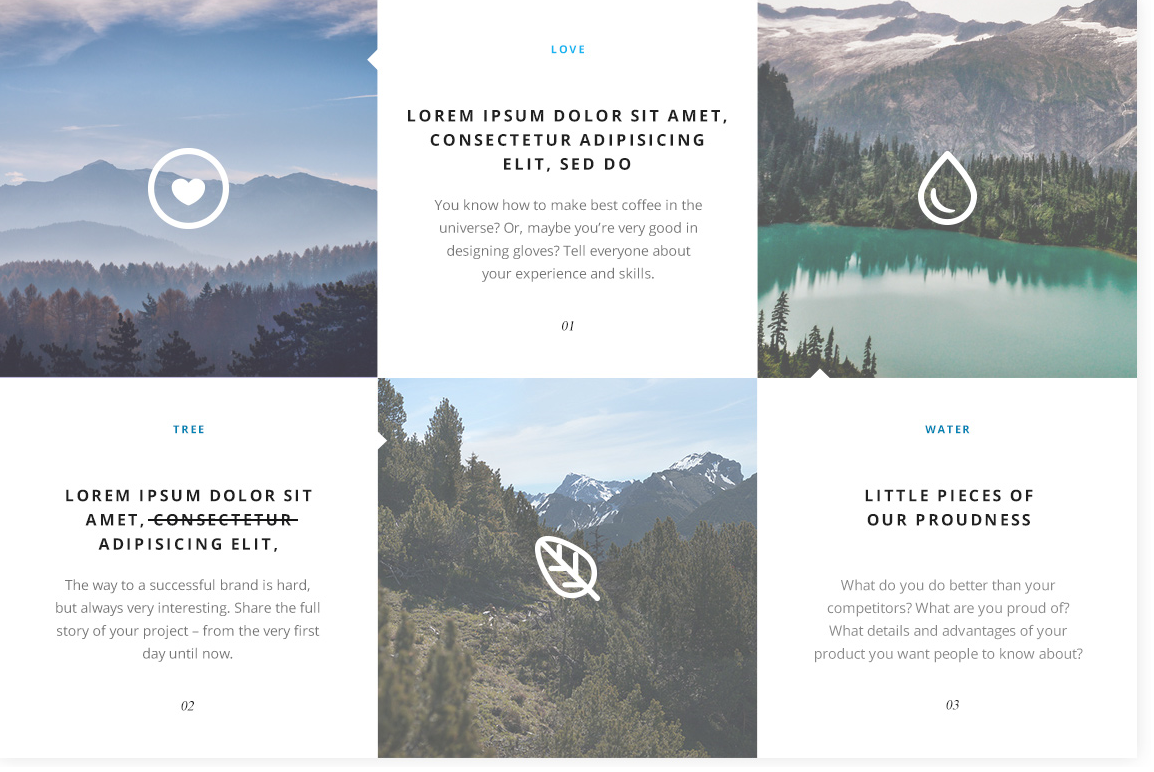 LOVE
LOREM IPSUM DOLOR SIT AMET,
CONSECTETUR ADIPISICING
ELIT, SED DO
You know how to make best coffee in the
universe? Or, maybe you’re very good in
designing gloves? Tell everyone about
your experience and skills.
01
TREE
LOREM IPSUM DOLOR SIT
AMET, CONSECTETUR
ADIPISICING ELIT,
The way to a successful brand is hard,
but always very interesting. Share the full
story of your project – from the very first
day until now.
02
WATER
LITTLE PIECES OF
OUR PROUDNESS
What do you do better than your
competitors? What are you proud of?
What details and advantages of your
product you want people to know about?
03